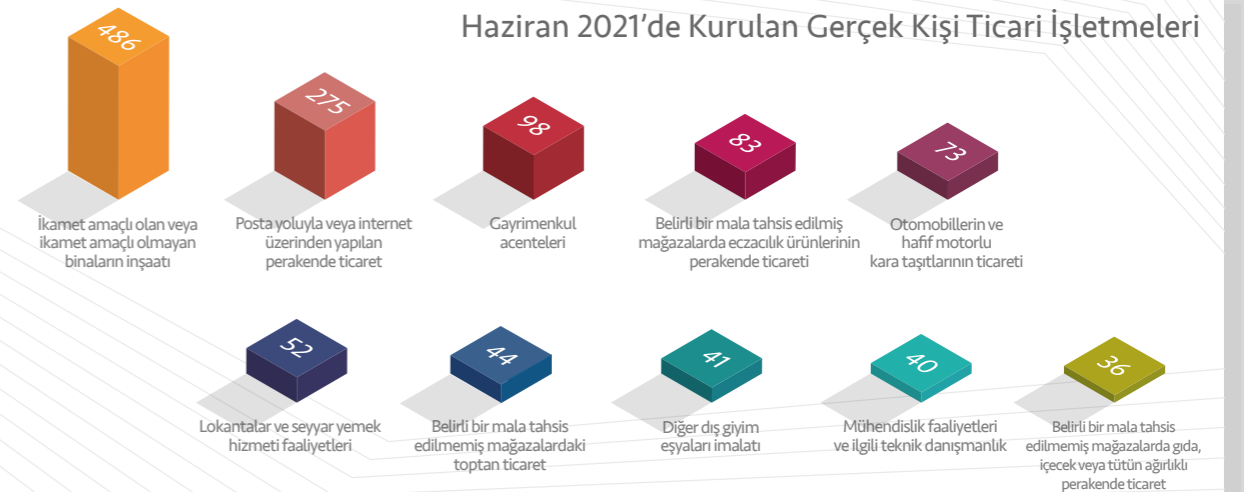 Haziran 2021’de Kurulan Gerçek Kişi Ticari İşletmeleri
486
İkamet amaçlı olan veya
ikamet amaçlı olmayan
binaların inşaatı
275
Posta yoluyla veya internet
üzerinden yapılan
perakende ticaret
98
Gayrimenkul
acenteleri
83
Belirli bir mala tahsis edilmiş
mağazalarda eczacılık ürünlerinin
perakende ticareti
73
Otomobillerin ve
hafif motorlu
kara taşıtlarının ticareti
52
Lokantalar ve seyyar yemek
hizmeti faaliyetleri
44
Belirli bir mala tahsis
edilmemiş mağazalardaki
toptan ticaret
41
Diğer dış giyim
eşyaları imalatı
40
Mühendislik faaliyetleri
ve ilgili teknik danışmanlık
36
Belirli bir mala tahsis
edilmemiş mağazalarda gıda,
içecek veya tütün ağırlıklı
perakende ticaret